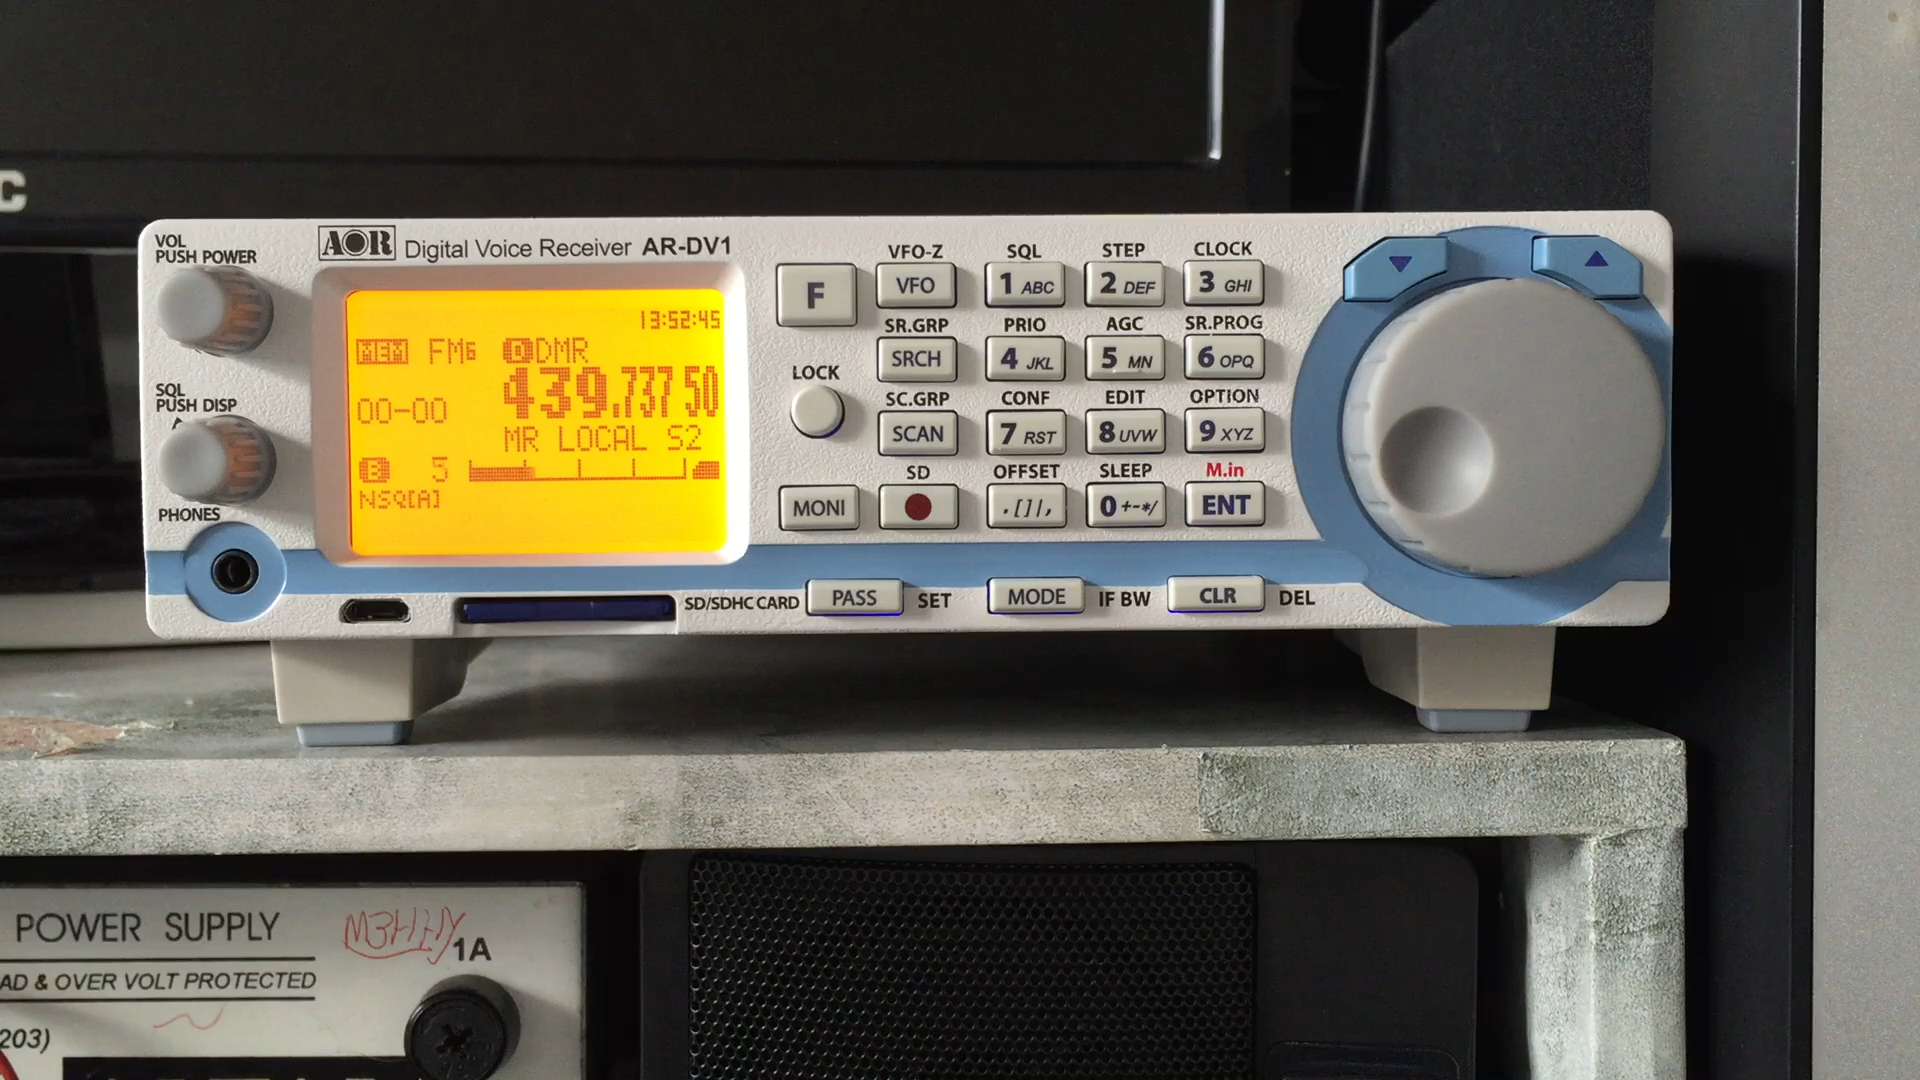 C
VOL
PUSH POWER
AOR Digital Voice Receiver AR-DV1
SQL
PUSH DISP
PHONES
13:52:45
MEM FM6 DMR
439.737 50
00-00
MR LOCAL S2
B 5
NSQ[A]
F
LOCK
MONI
VFO-Z SQL STEP CLOCK
VFO 1 ABC 2 DEF 3 GHI
SR.GRP PRIO AGC SR.PROG
SRCH 4 JKL 5 MN 6 OPQ
SC.GRP CONF EDIT OPTION
SCAN 7 RST 8 UVW 9 XYZ
SD OFFSET SLEEP M.in
.[]|, 0 +-*/ ENT
SD/SDHC CARD PASS SET MODE IF BW CLR DEL
POWER SUPPLY
1A
AD & OVER VOLT PROTECTED
203)